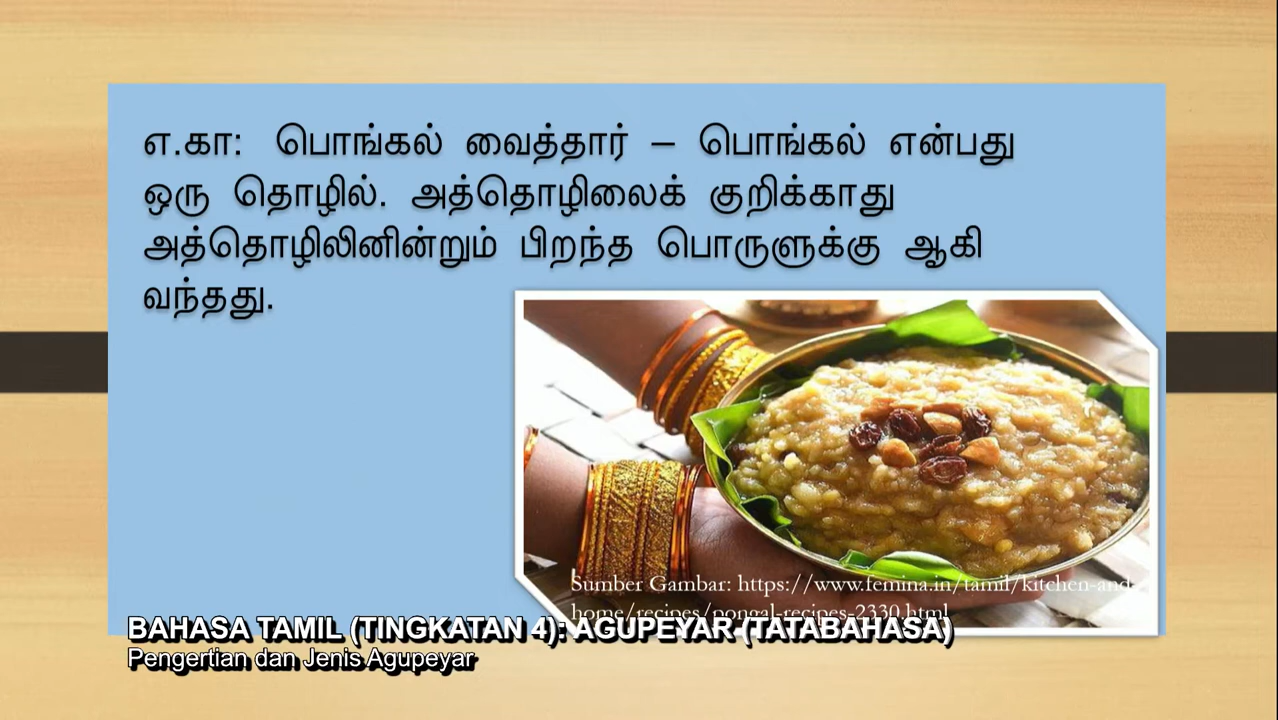 எ.கா: பொங்கல் வைத்தார் – பொங்கல் என்பது
ஒரு தொழில். அத்தொழிலைக் குறிக்காது
அத்தொழிலினின்றும் பிறந்த பொருளுக்கு ஆகி
வந்தது.
Sumber Gambar: https://www.femina.in/tamil/kitchen-and-
home/recipes/pongal-recipes-2330.html
BAHASA TAMIL (TINGKATAN 4): AGUPEYAR (TATABAHASA)
Pengertian dan Jenis Agupeyar